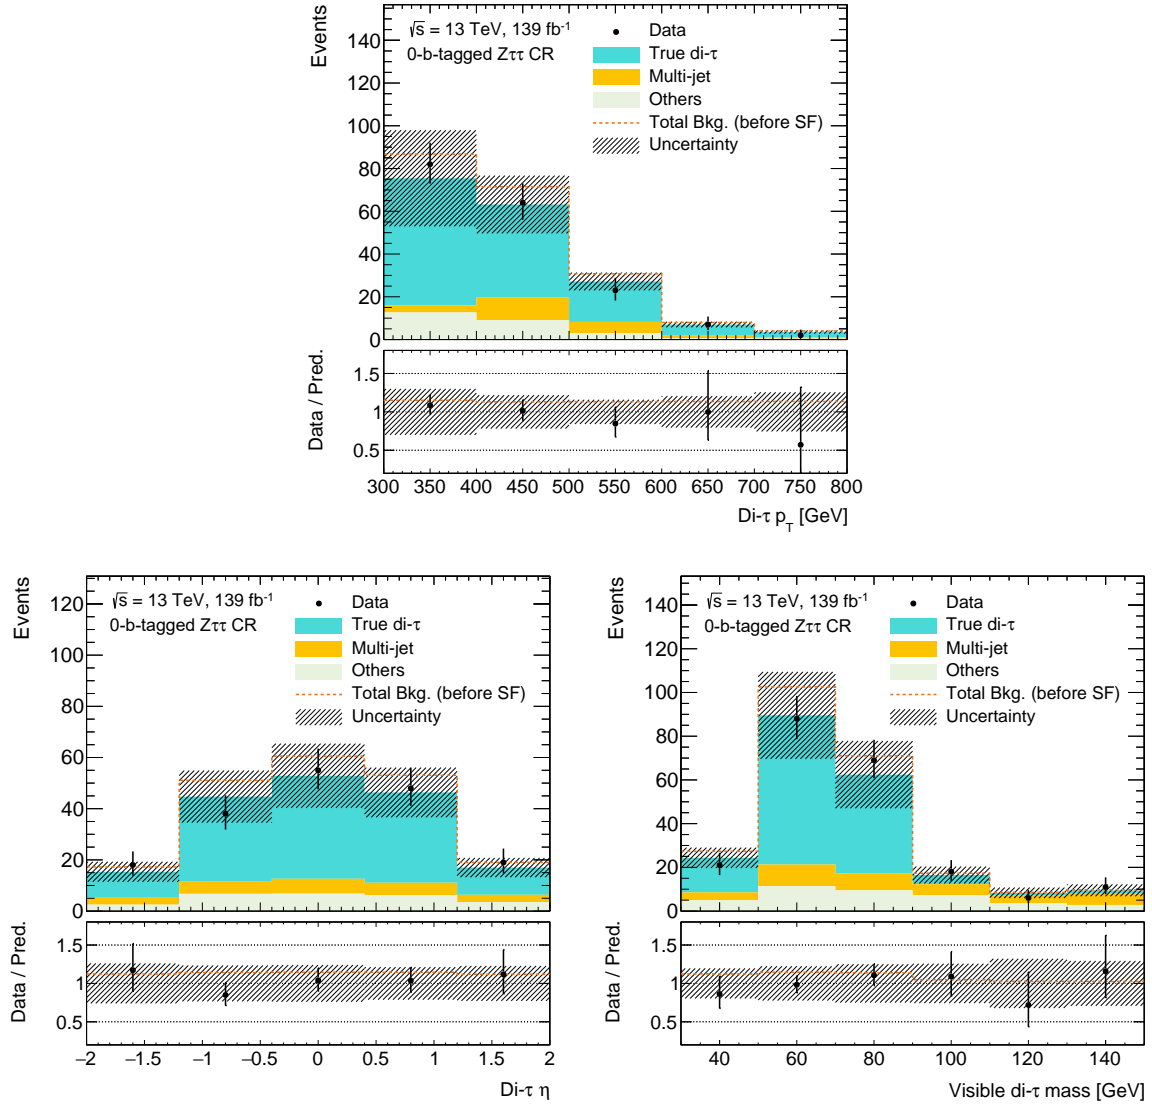 Events
√s = 13 TeV, 139 fb⁻¹
0-b-tagged Zττ CR
Data
True di-τ
Multi-jet
Others
Total Bkg. (before SF)
Uncertainty
140
120
100
80
60
40
20
0
Data / Pred.
1.5
1
0.5
300 350 400 450 500 550 600 650 700 750 800
Di-τ p_T [GeV]
Events
√s = 13 TeV, 139 fb⁻¹
0-b-tagged Zττ CR
Data
True di-τ
Multi-jet
Others
Total Bkg. (before SF)
Uncertainty
120
100
80
60
40
20
0
Data / Pred.
1.5
1
0.5
−2 −1.5 −1 −0.5 0 0.5 1 1.5 2
Di-τ η
Events
√s = 13 TeV, 139 fb⁻¹
0-b-tagged Zττ CR
Data
True di-τ
Multi-jet
Others
Total Bkg. (before SF)
Uncertainty
140
120
100
80
60
40
20
0
Data / Pred.
1.5
1
0.5
40 60 80 100 120 140
Visible di-τ mass [GeV]